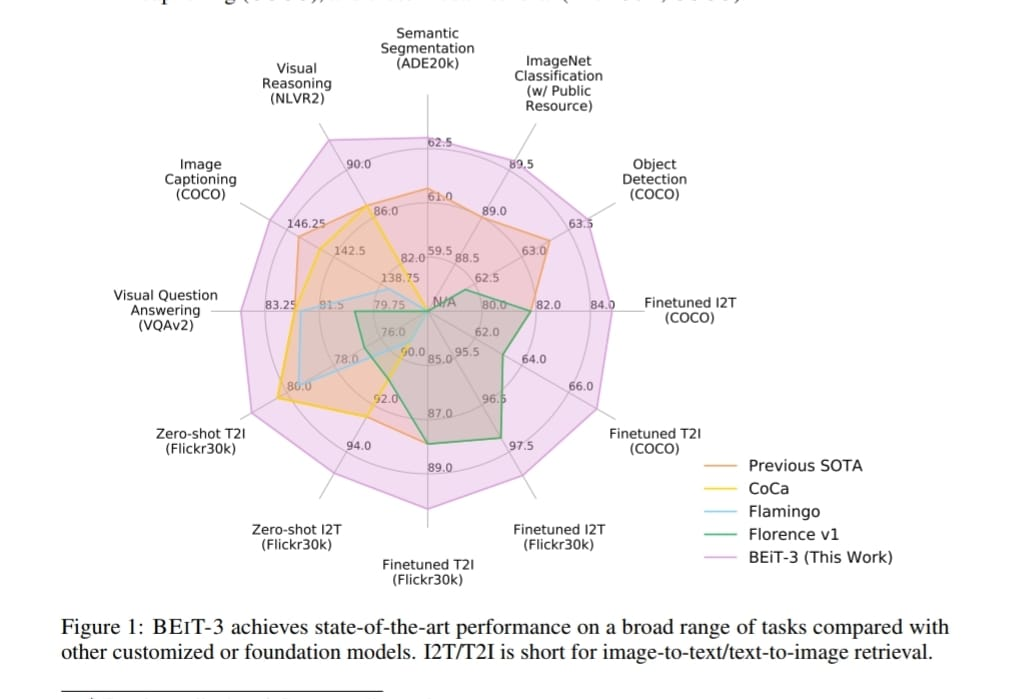 Semantic
Segmentation
(ADE20k)
ImageNet
Classification
(w/ Public
Resource)
Visual
Reasoning
(NLVR2)
Image
Captioning
(COCO)
Object
Detection
(COCO)
Visual Question
Answering
(VQAv2)
Finetuned I2T
(COCO)
Zero-shot T2I
(Flickr30k)
Finetuned T2I
(COCO)
Zero-shot I2T
(Flickr30k)
Finetuned T2I
(Flickr30k)
Finetuned I2T
(Flickr30k)
62.5
90.0
89.5
61.0
86.0
89.0
146.25
63.5
142.5
82.0
59.5
88.5
63.0
138.75
62.5
83.25
81.5
79.75
N/A
80.0
82.0
84.0
76.0
62.0
78.0
90.0
85.0
95.5
64.0
80.0
66.0
92.0
87.0
96.5
94.0
89.0
97.5
Previous SOTA
CoCa
Flamingo
Florence v1
BEiT-3 (This Work)
Figure 1: BEIT-3 achieves state-of-the-art performance on a broad range of tasks compared with
other customized or foundation models. I2T/T2I is short for image-to-text/text-to-image retrieval.